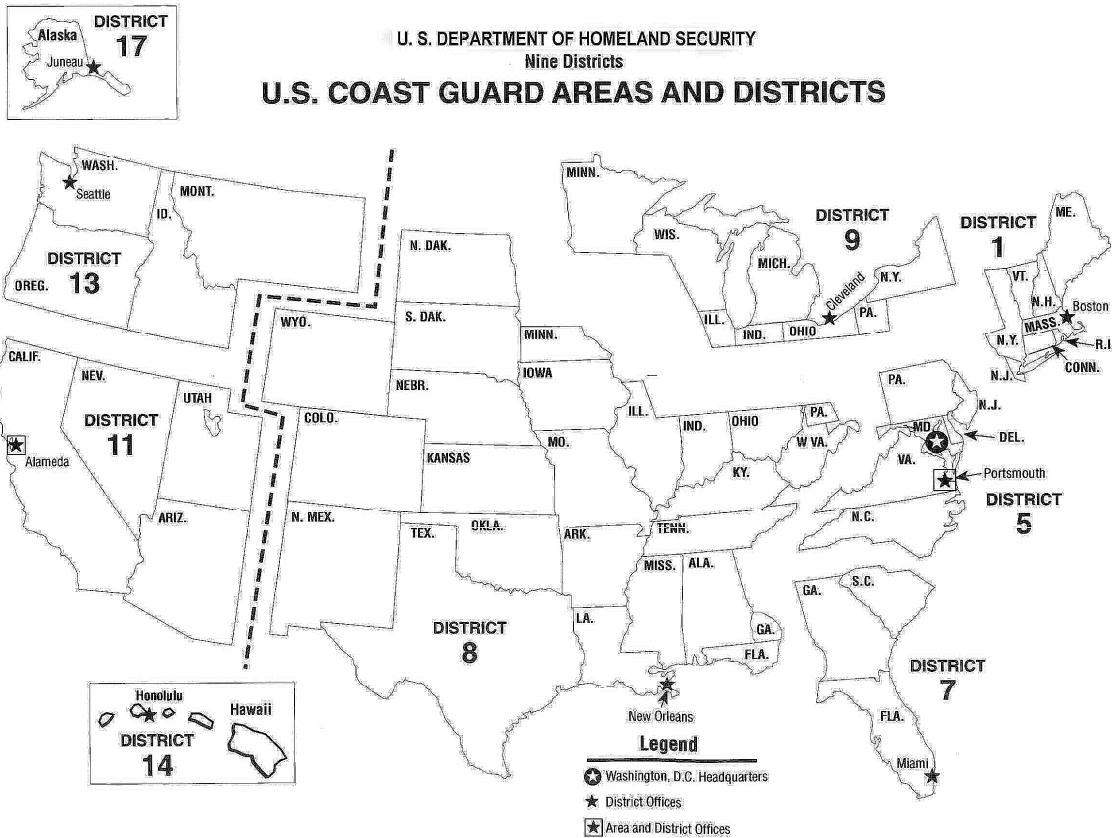 DISTRICT
17
Alaska
Juneau
U. S. DEPARTMENT OF HOMELAND SECURITY
Nine Districts
U.S. COAST GUARD AREAS AND DISTRICTS
WASH.
Seattle
MONT.
ID.
DISTRICT
13
OREG.
N. DAK.
S. DAK.
WYO.
MINN.
IOWA
NEBR.
COLO.
KANSAS
MO.
N. MEX.
TEX.
OKLA.
ARK.
LA.
MISS.
ALA.
TENN.
KY.
ILL.
IND.
OHIO
PA.
W VA.
GA.
FLA.
DISTRICT
8
New Orleans
CALIF.
NEV.
UTAH
DISTRICT
11
Alameda
ARIZ.
MINN.
WIS.
MICH.
ILL.
IND.
OHIO
Cleveland
PA.
N.Y.
DISTRICT
9
DISTRICT
1
ME.
VT.
N.H.
Boston
MASS.
N.Y.
R.I
CONN.
N.J.
PA.
N.J.
MD.
DEL.
VA.
Portsmouth
DISTRICT
5
N.C.
GA.
S.C.
DISTRICT
7
FLA.
Miami
Honolulu
Hawaii
DISTRICT
14
Legend
Washington, D.C. Headquarters
District Offices
Area and District Offices